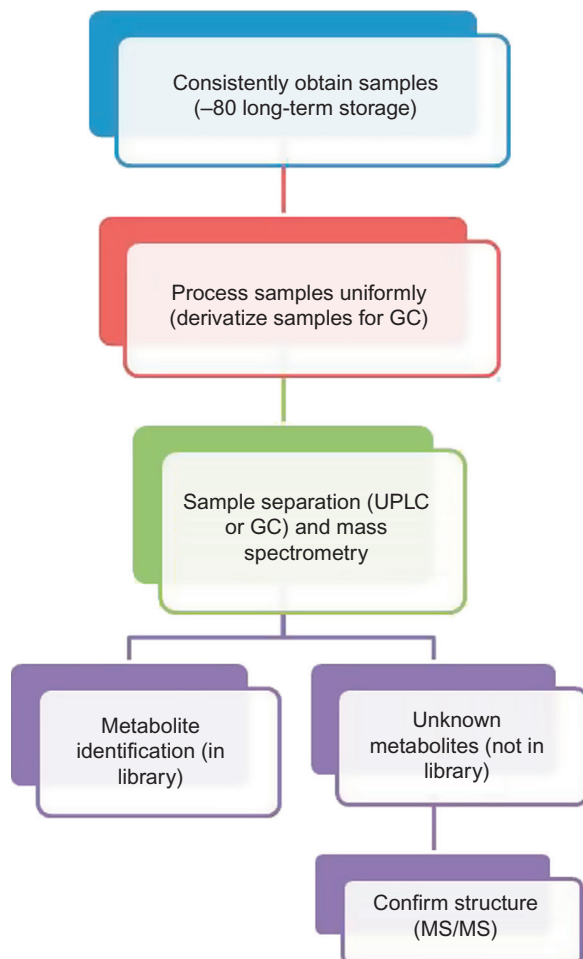 Consistently obtain samples
(–80 long-term storage)
Process samples uniformly
(derivatize samples for GC)
Sample separation (UPLC
or GC) and mass
spectrometry
Metabolite
identification (in
library)
Unknown
metabolites (not in
library)
Confirm structure
(MS/MS)